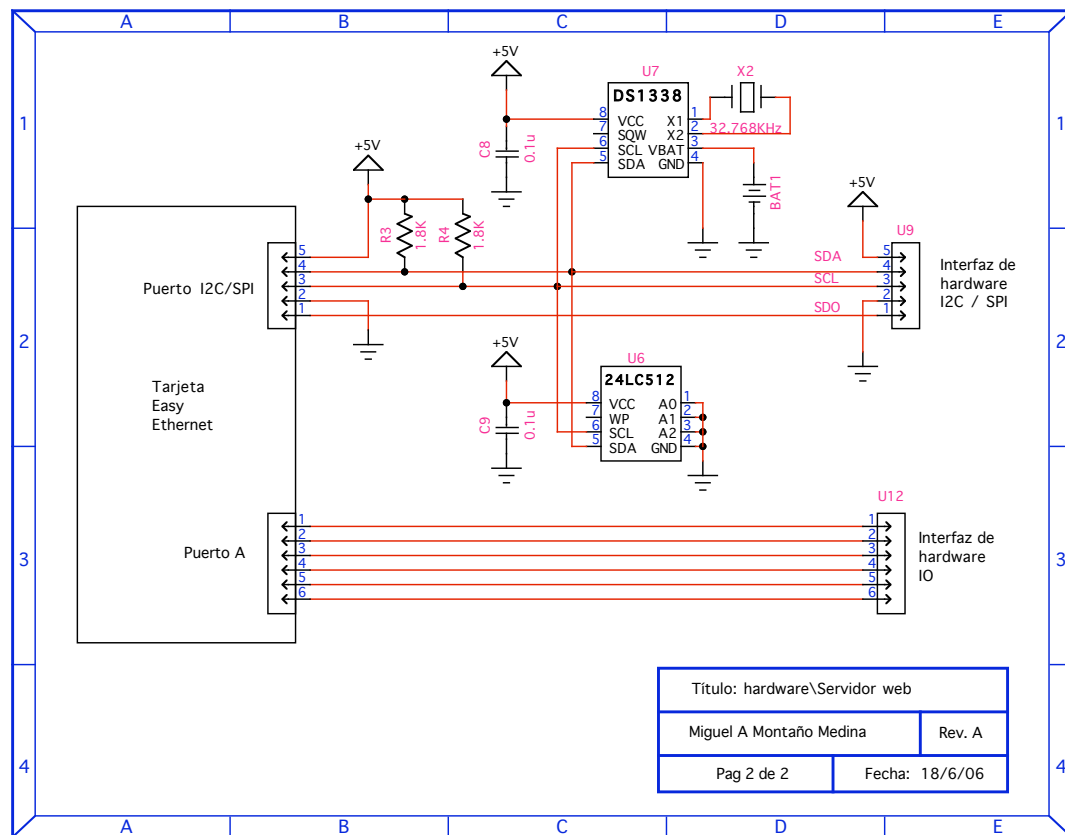 A B C D E
1
1
2
2
3
3
4
4
A B C D E
+5V
U7
DS1338
8 VCC X1 1
7 SQW X2 2
6 SCL VBAT 3
5 SDA GND 4
X2
32.768KHz
C8
0.1u
BAT1
+5V
R3
1.8K
R4
1.8K
+5V
U9
Puerto I2C/SPI
5
4
3
2
1
SDA
SCL
SDO
5
4
3
2
1
Interfaz de
hardware
I2C / SPI
Tarjeta
Easy
Ethernet
+5V
U6
24LC512
8 VCC A0 1
7 WP A1 2
6 SCL A2 3
5 SDA GND 4
C9
0.1u
Puerto A
1
2
3
4
5
6
U12
1
2
3
4
5
6
Interfaz de
hardware
IO
Título: hardware\Servidor web
Miguel A Montaño Medina
Rev. A
Pag 2 de 2
Fecha: 18/6/06